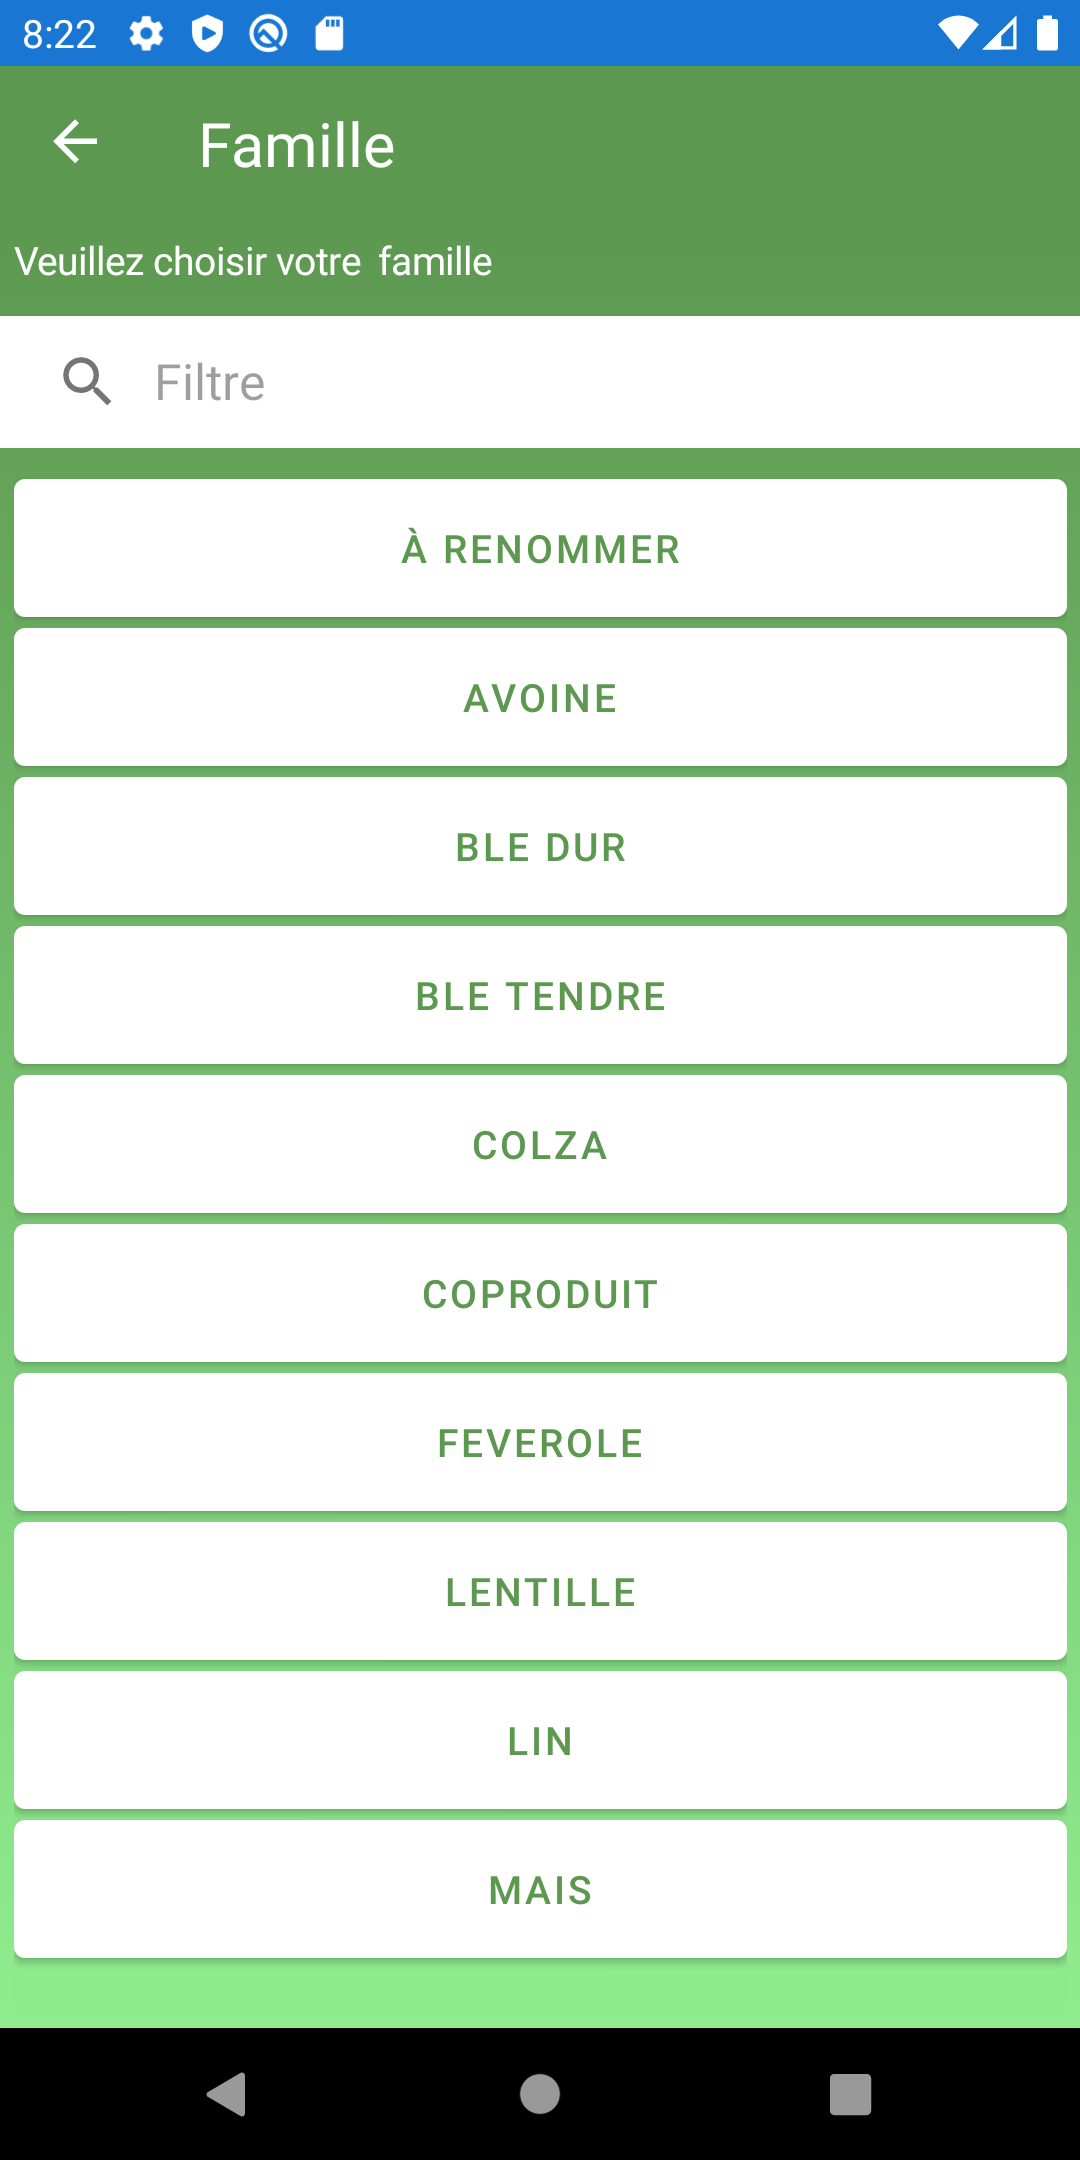 8:22
Famille
Veuillez choisir votre famille
Filtre
À RENOMMER
AVOINE
BLE DUR
BLE TENDRE
COLZA
COPRODUIT
FEVEROLE
LENTILLE
LIN
MAIS